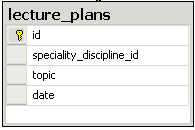 lecture_plans
id
speciality_discipline_id
topic
date